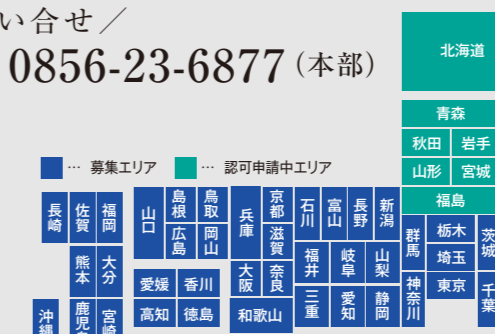 い合せ／
0856-23-6877（本部）
… 募集エリア
… 認可申請中エリア
北海道
青森
秋田 岩手
山形 宮城
福島
長崎 佐賀 福岡 山口 島根 鳥取 兵庫 京都 石川 富山 長野 新潟
広島 岡山 滋賀 群馬 栃木 茨城
熊本 大分 福井 岐阜 山梨 埼玉
愛媛 香川 大阪 奈良 東京
高知 徳島 和歌山 三重 愛知 静岡 神奈川 千葉
沖縄 宮崎